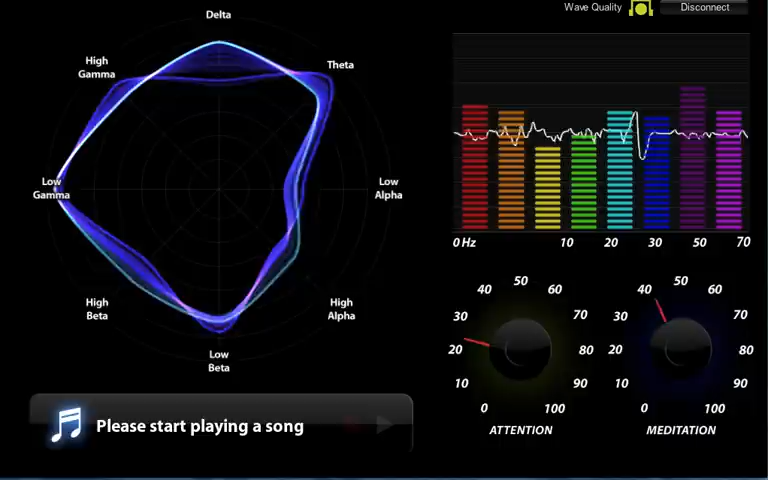 Wave Quality
Disconnect
Delta
High
Gamma
Theta
Low
Gamma
Low
Alpha
High
Beta
High
Alpha
Low
Beta
0 Hz 10 20 30 50 70
0 10 20 30 40 50 60 70 80 90 100
ATTENTION
0 10 20 30 40 50 60 70 80 90 100
MEDITATION
Please start playing a song